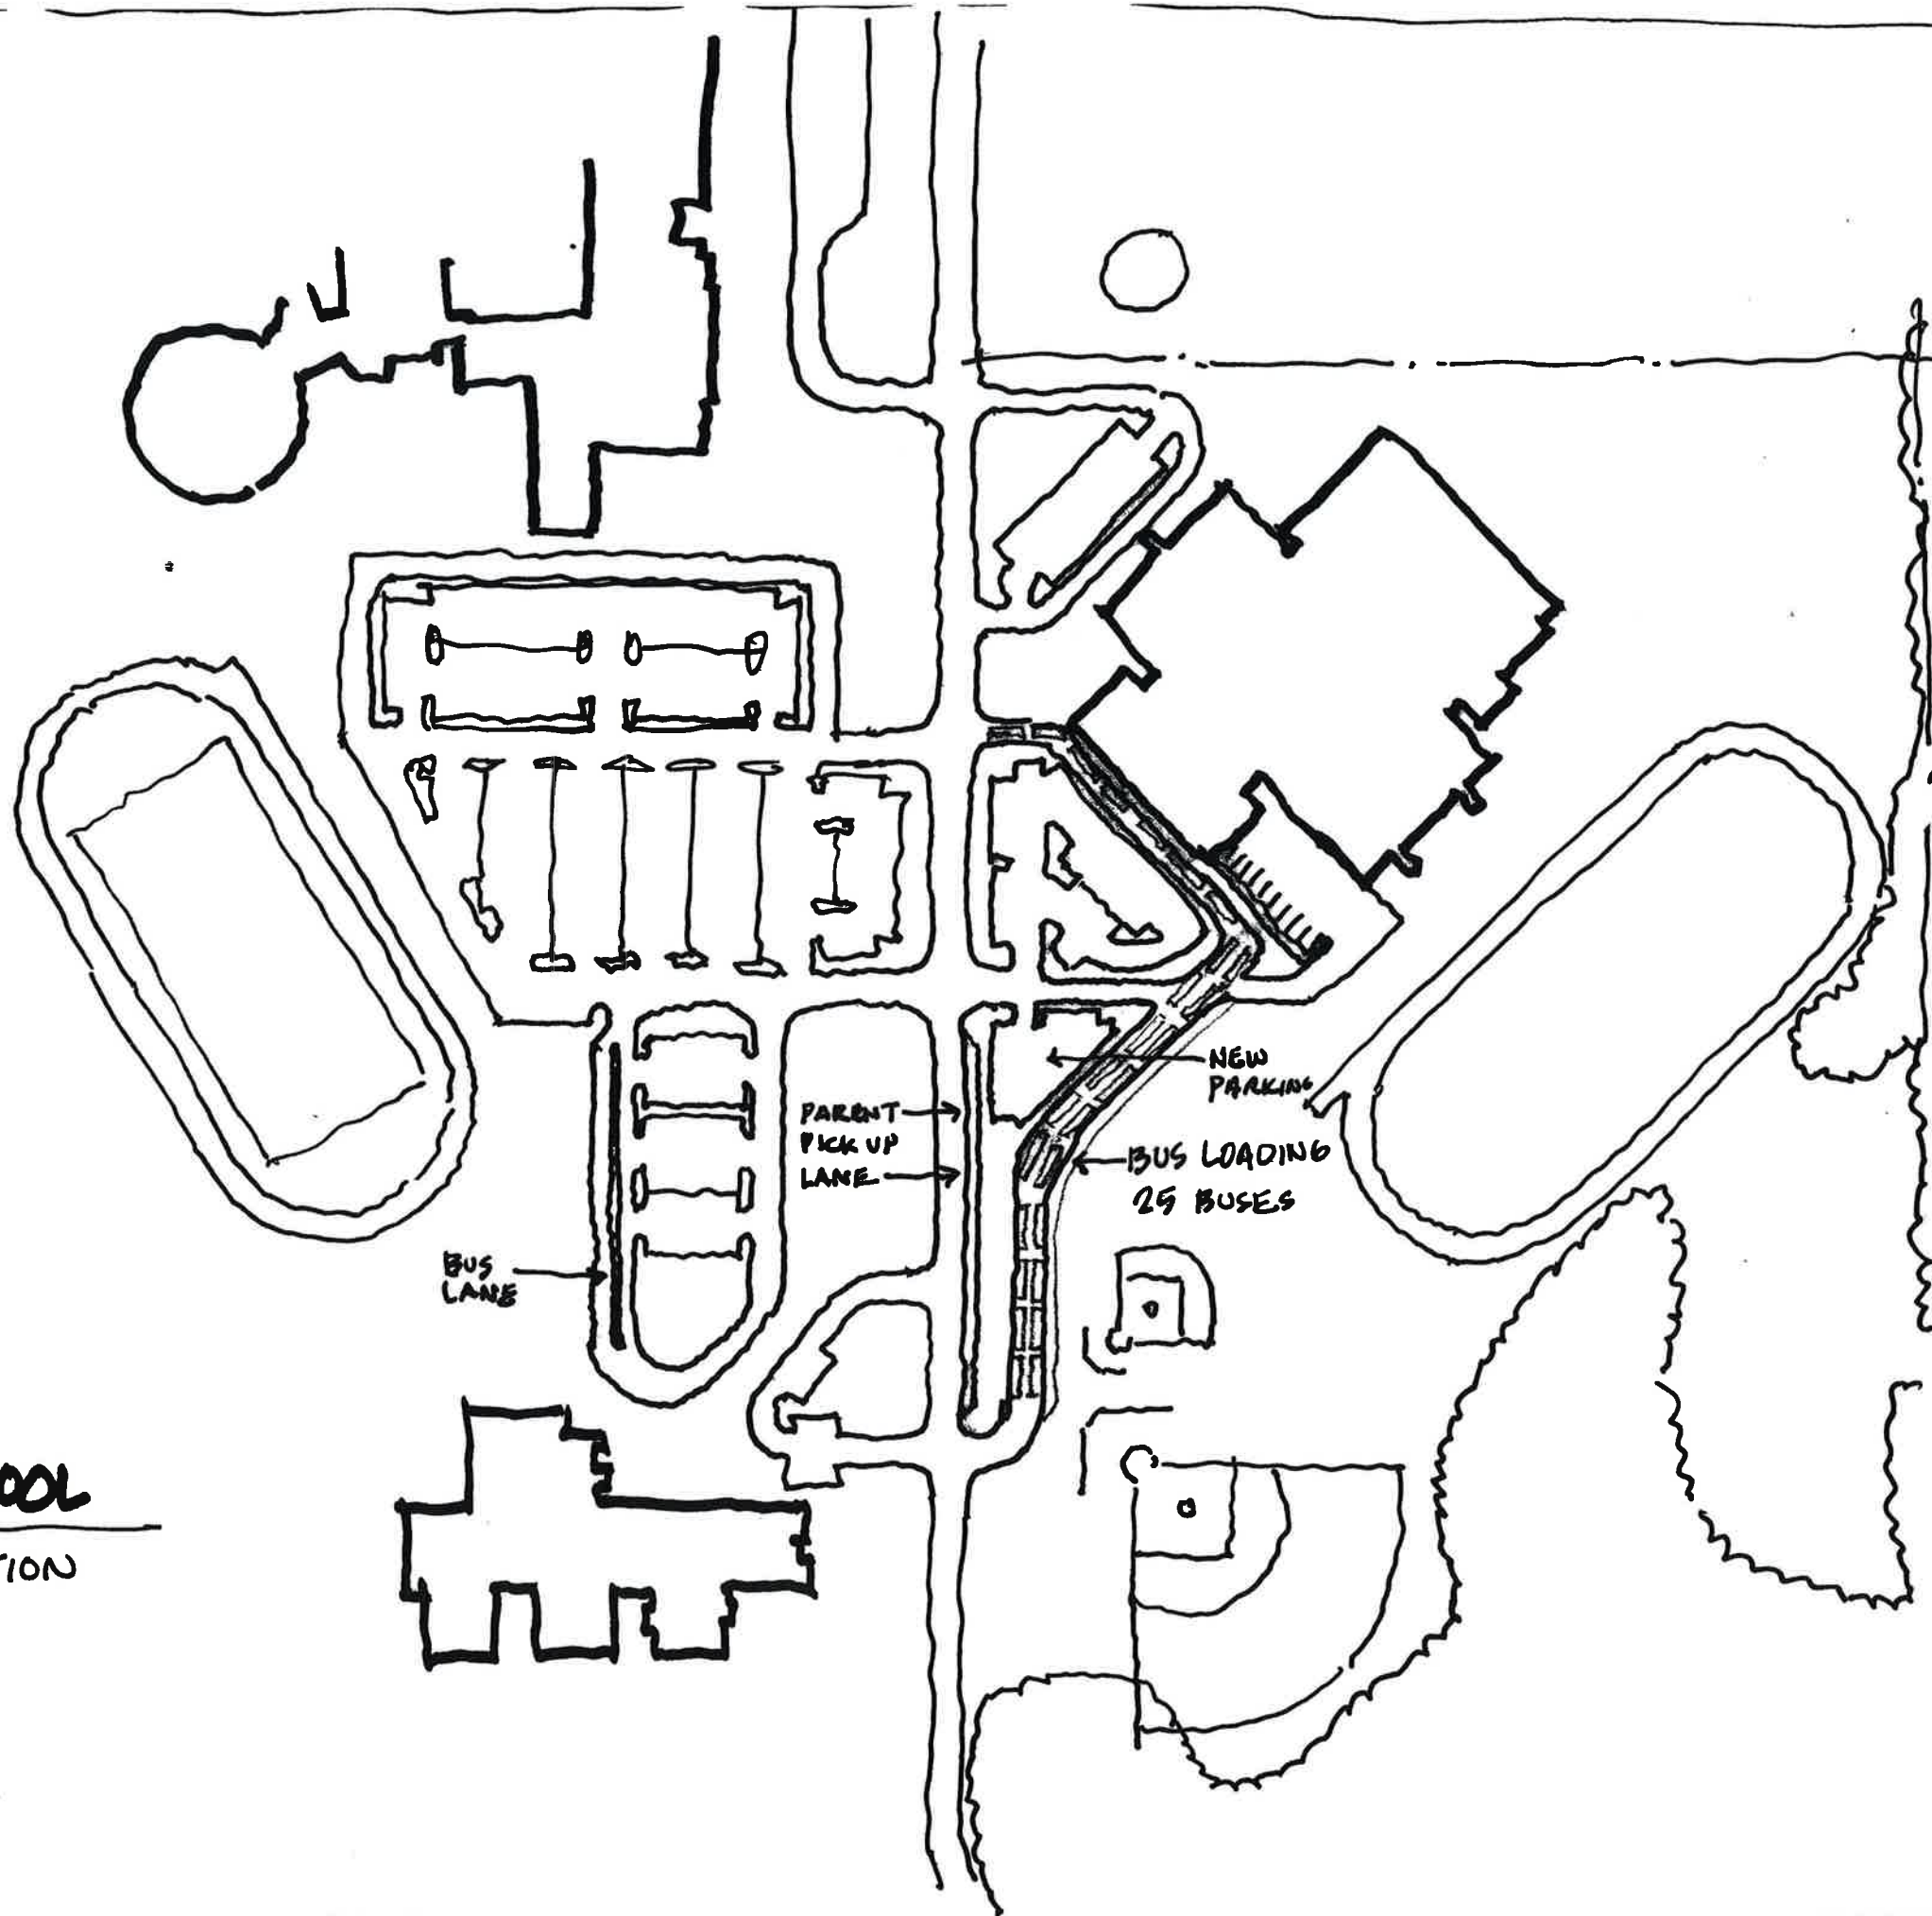 NEW
PARKING
PARENT
PICK UP
LANE
BUS LOADING
25 BUSES
BUS
LANE
OOL
TION